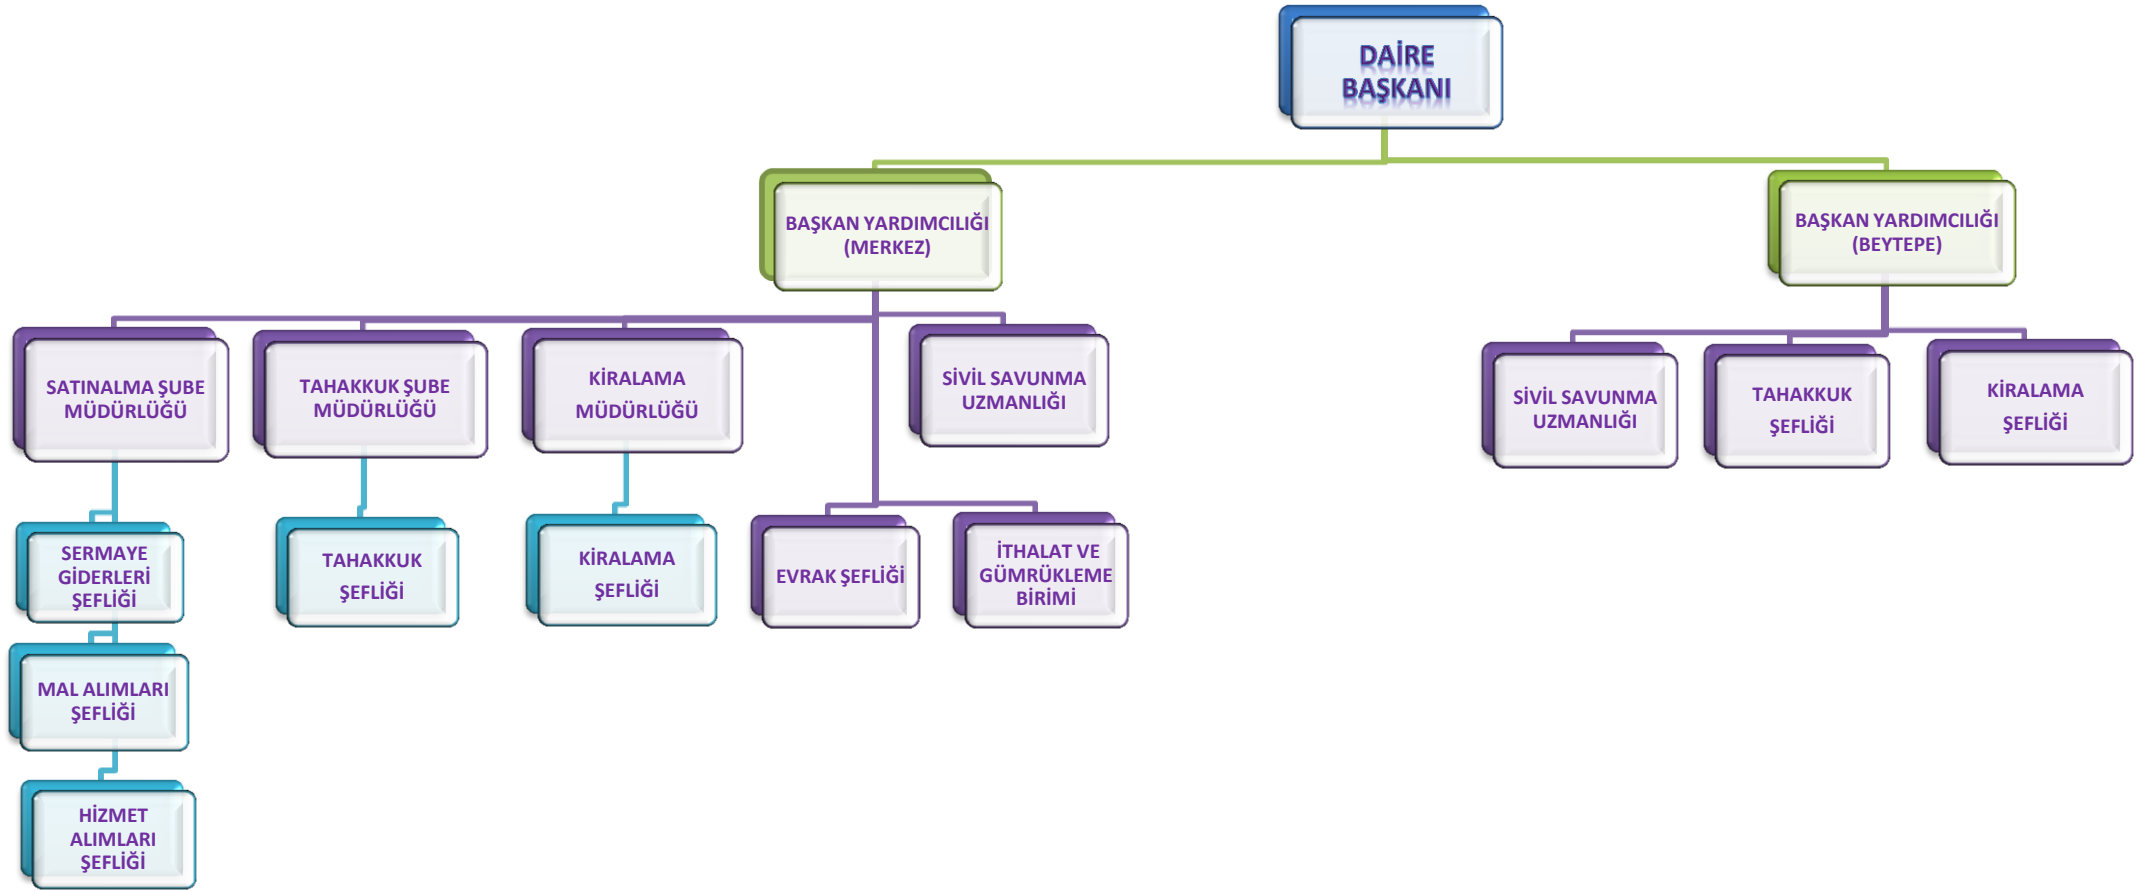 DAİRE
BAŞKANI
BAŞKAN YARDIMCILIĞI
(MERKEZ)
BAŞKAN YARDIMCILIĞI
(BEYTEPE)
SATINALMA ŞUBE
MÜDÜRLÜĞÜ
TAHAKKUK ŞUBE
MÜDÜRLÜĞÜ
KİRALAMA
MÜDÜRLÜĞÜ
SİVİL SAVUNMA
UZMANLIĞI
SİVİL SAVUNMA
UZMANLIĞI
TAHAKKUK
ŞEFLİĞİ
KİRALAMA
ŞEFLİĞİ
SERMAYE
GİDERLERİ
ŞEFLİĞİ
TAHAKKUK
ŞEFLİĞİ
KİRALAMA
ŞEFLİĞİ
EVRAK ŞEFLİĞİ
İTHALAT VE
GÜMRÜKLEME
BİRİMİ
MAL ALIMLARI
ŞEFLİĞİ
HİZMET
ALIMLARI
ŞEFLİĞİ